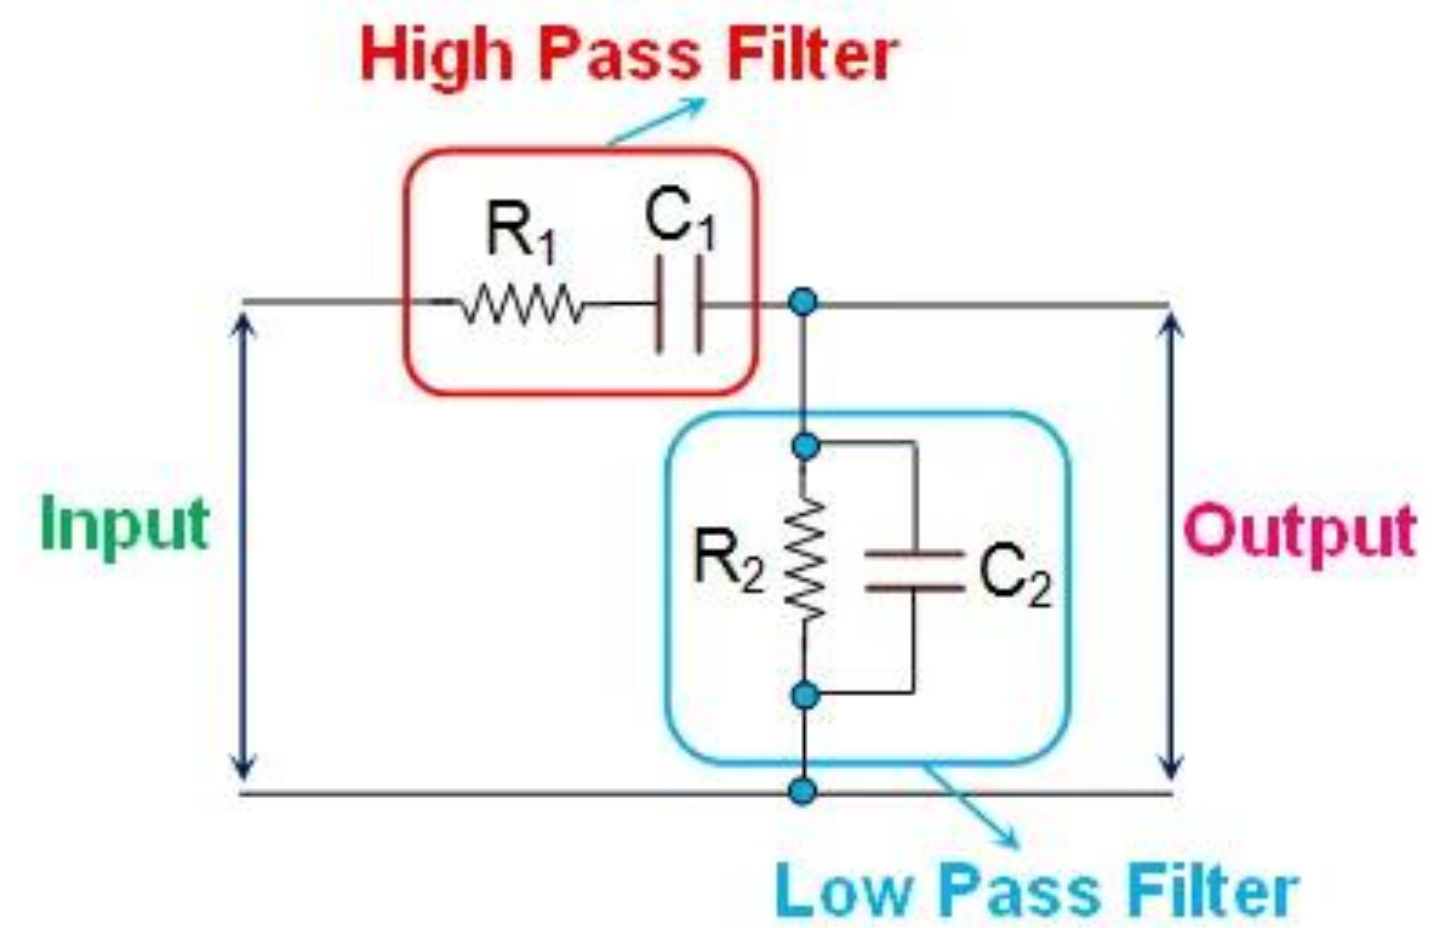 High Pass Filter
R₁
C₁
Input
R₂
C₂
Output
Low Pass Filter